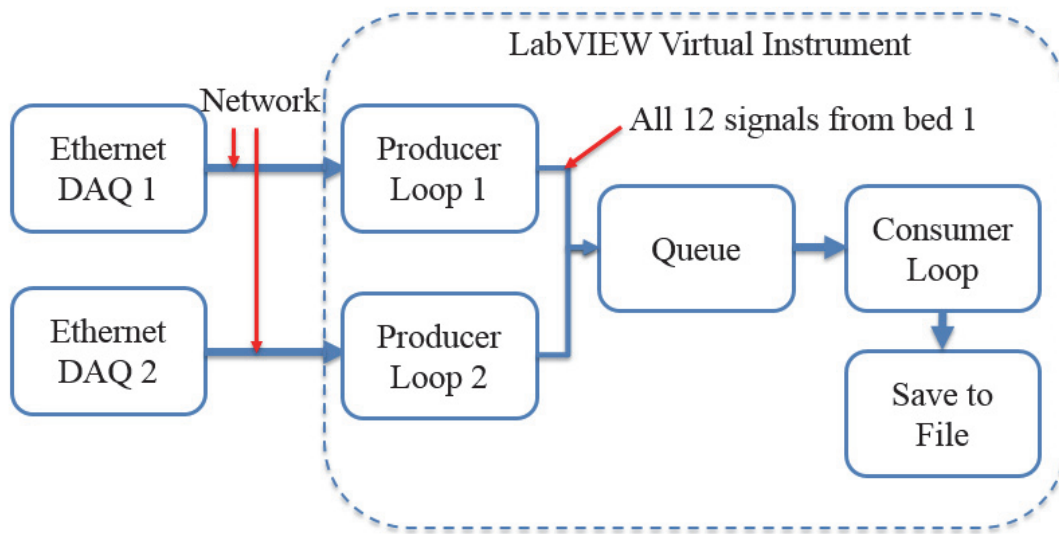 LabVIEW Virtual Instrument
Network
All 12 signals from bed 1
Ethernet
DAQ 1
Producer
Loop 1
Queue
Consumer
Loop
Ethernet
DAQ 2
Producer
Loop 2
Save to
File